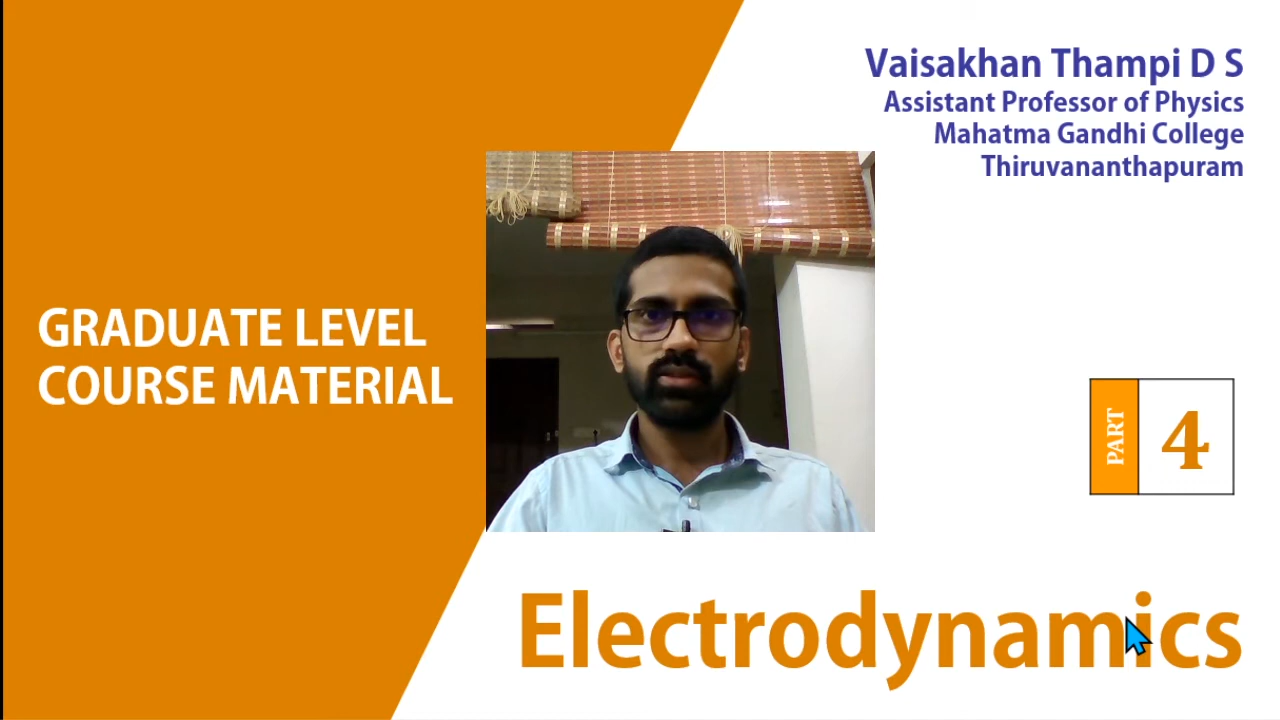 Vaisakhan Thampi D S
Assistant Professor of Physics
Mahatma Gandhi College
Thiruvananthapuram
GRADUATE LEVEL
COURSE MATERIAL
PART
4
Electrodynamics